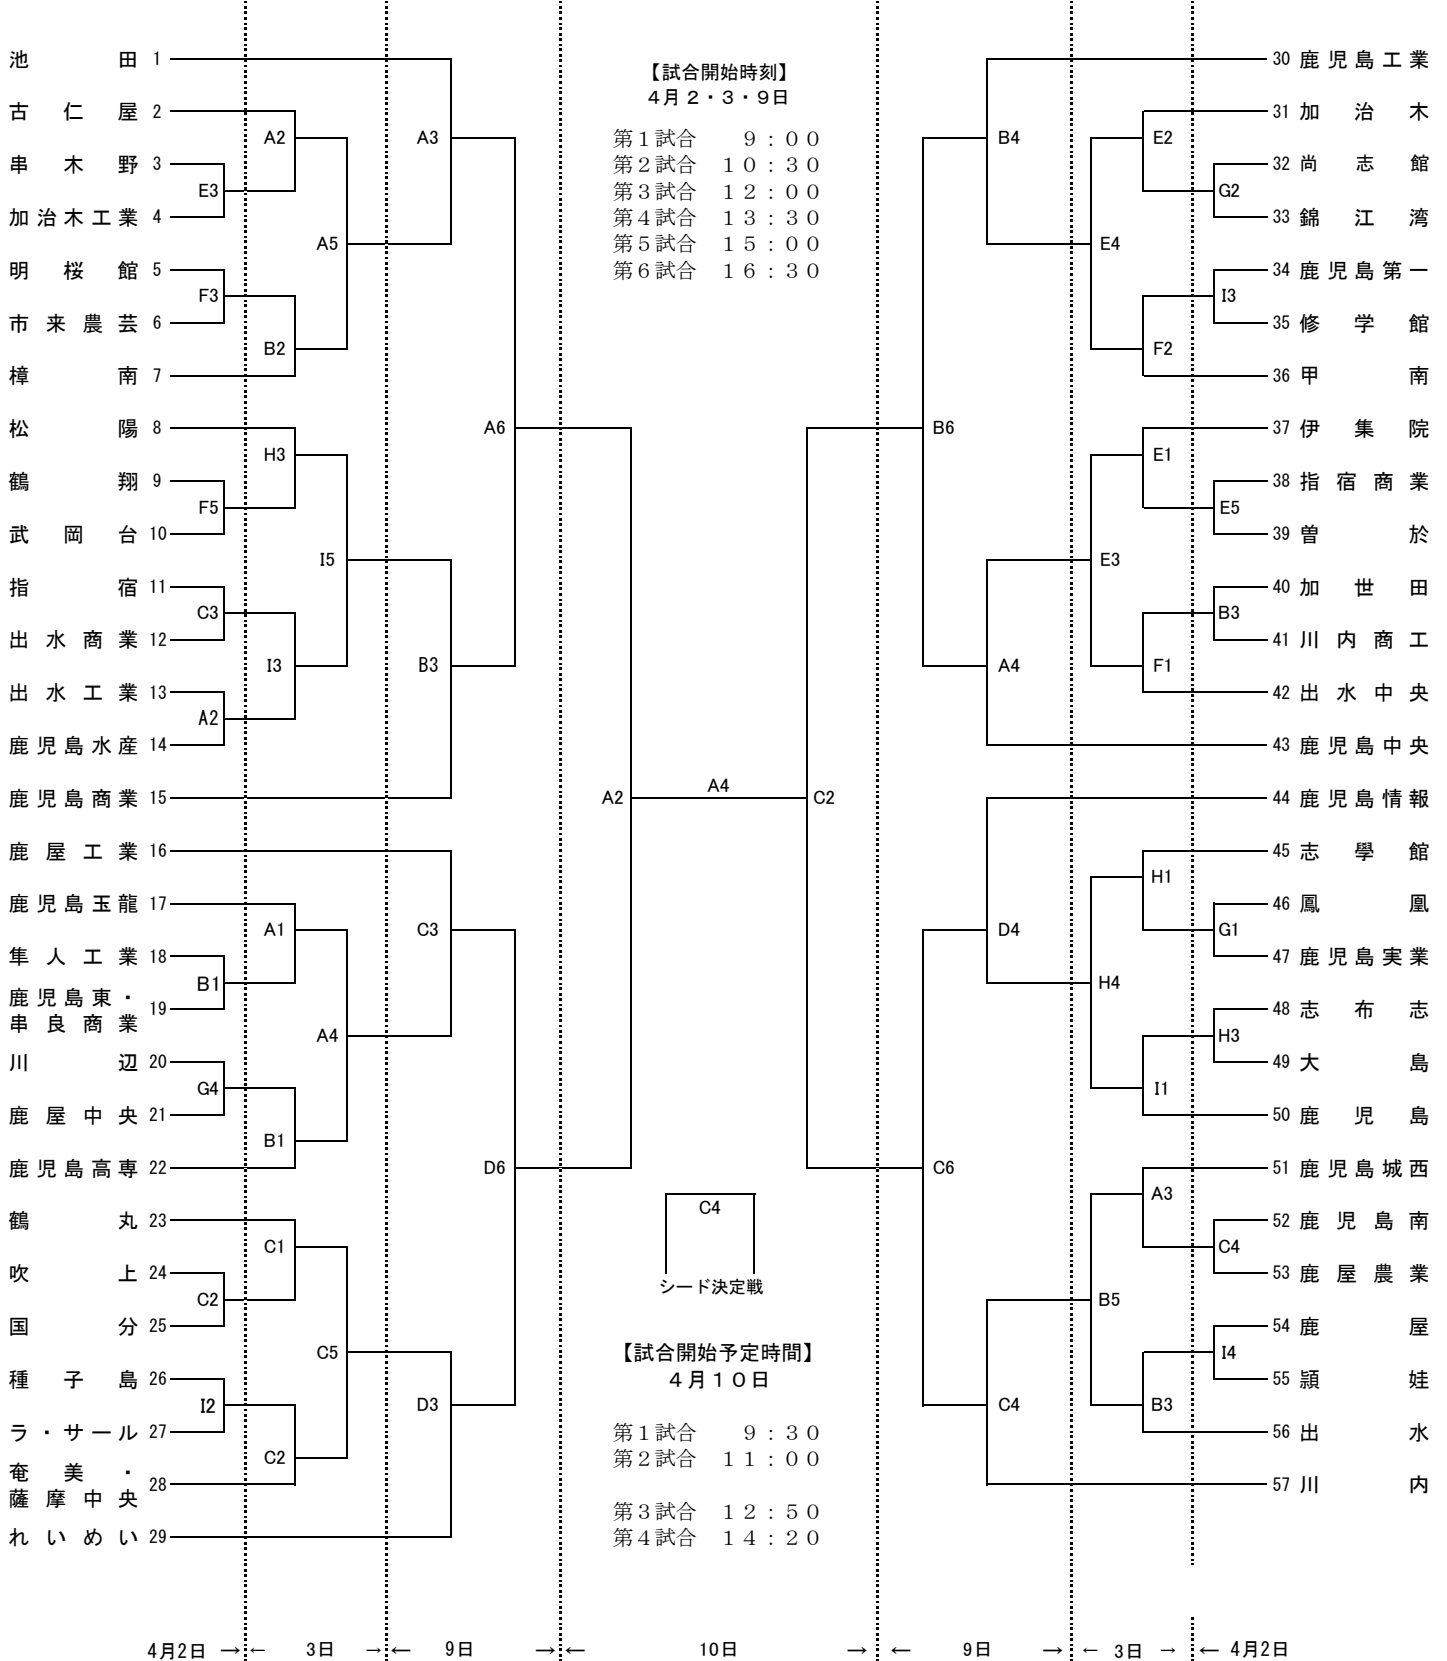 池田 1
古仁屋 2
串木野 3
加治木工業 4
明桜館 5
市来農芸 6
樟南 7
松陽 8
鶴翔 9
武岡台 10
指宿 11
出水商業 12
出水工業 13
鹿児島水産 14
鹿児島商業 15
鹿屋工業 16
鹿児島玉龍 17
隼人工業 18
鹿児島東・
串良商業
19
川辺 20
鹿屋中央 21
鹿児島高専 22
鶴丸 23
吹上 24
国分 25
種子島 26
ラ・サール 27
奄美・
薩摩中央
28
れいめい 29
E3
F3
F5
C3
A2
B1
G4
C2
I2
A2
B2
H3
I3
A1
B1
C1
C2
A5
I5
A4
C5
A3
B3
C3
D3
A6
D6
A2
A4
C2
【試合開始時刻】
4月2・3・9日
第1試合 9:00
第2試合 10:30
第3試合 12:00
第4試合 13:30
第5試合 15:00
第6試合 16:30
C4
シード決定戦
【試合開始予定時間】
4月10日
第1試合 9:30
第2試合 11:00
第3試合 12:50
第4試合 14:20
B6
C6
B4
A4
D4
C4
E4
E3
H4
B5
E2
F2
E1
F1
H1
I1
A3
B3
G2
I3
E5
B3
G1
H3
C4
I4
30 鹿児島工業
31 加治木
32 尚志館
33 錦江湾
34 鹿児島第一
35 修学館
36 甲南
37 伊集院
38 指宿商業
39 曽於
40 加世田
41 川内商工
42 出水中央
43 鹿児島中央
44 鹿児島情報
45 志學館
46 鳳凰
47 鹿児島実業
48 志布志
49 大島
50 鹿児島
51 鹿児島城西
52 鹿児島南
53 鹿屋農業
54 鹿屋
55 頴娃
56 出水
57 川内
4月2日 →← 3日 →← 9日 →← 10日 → ← 9日 → ← 3日 → ← 4月2日